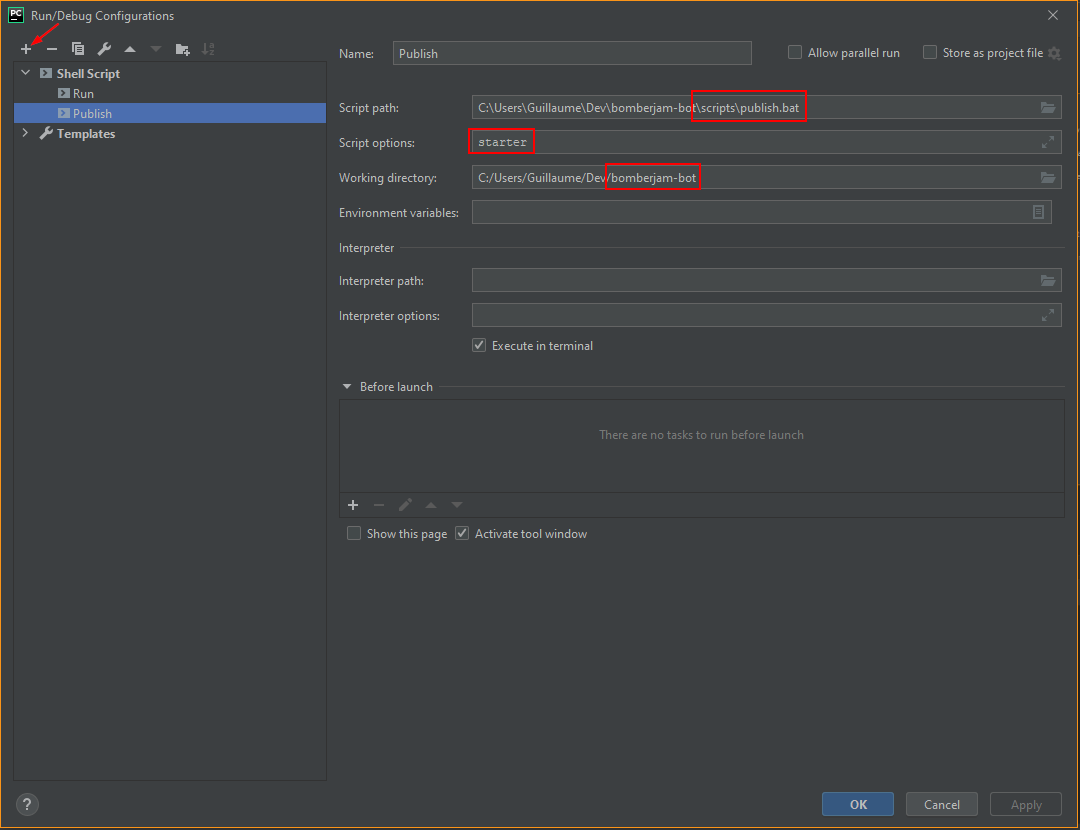 PC Run/Debug Configurations
Shell Script
Run
Publish
Templates
Name: Publish
Allow parallel run
Store as project file
Script path: C:\Users\Guillaume\Dev\bomberjam-bot\scripts\publish.bat
Script options: starter
Working directory: C:/Users/Guillaume/Dev/bomberjam-bot
Environment variables:
Interpreter
Interpreter path:
Interpreter options:
Execute in terminal
Before launch
There are no tasks to run before launch
Show this page
Activate tool window
?
OK
Cancel
Apply